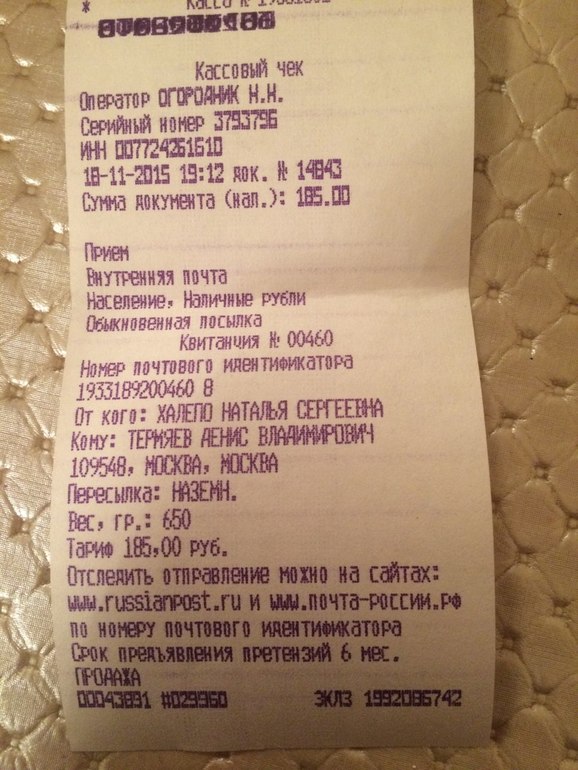 *
Кассовый чек
Оператор ОГОРОДНИК Н.Н.
Серийный номер 3793796
ИНН 007724261610
18-11-2015 19:12 док. № 14843
Сумма документа (нал.): 185.00
Прием
Внутренняя почта
Население, Наличные рубли
Обыкновенная посылка
Квитанция № 00460
Номер почтового идентификатора
1933189200460 8
От кого: ХАЛЕПО НАТАЛЬЯ СЕРГЕЕВНА
Кому: ТЕРМЯЕВ ДЕНИС ВЛАДИМИРОВИЧ
109548, МОСКВА, МОСКВА
Пересылка: НАЗЕМН.
Вес, гр.: 650
Тариф 185,00 руб.
Отследить отправление можно на сайтах:
www.russianpost.ru и www.почта-россии.рф
по номеру почтового идентификатора
Срок предъявления претензий 6 мес.
ПРОДАЖА
00043891 #029960 ЭКЛЗ 1992086742